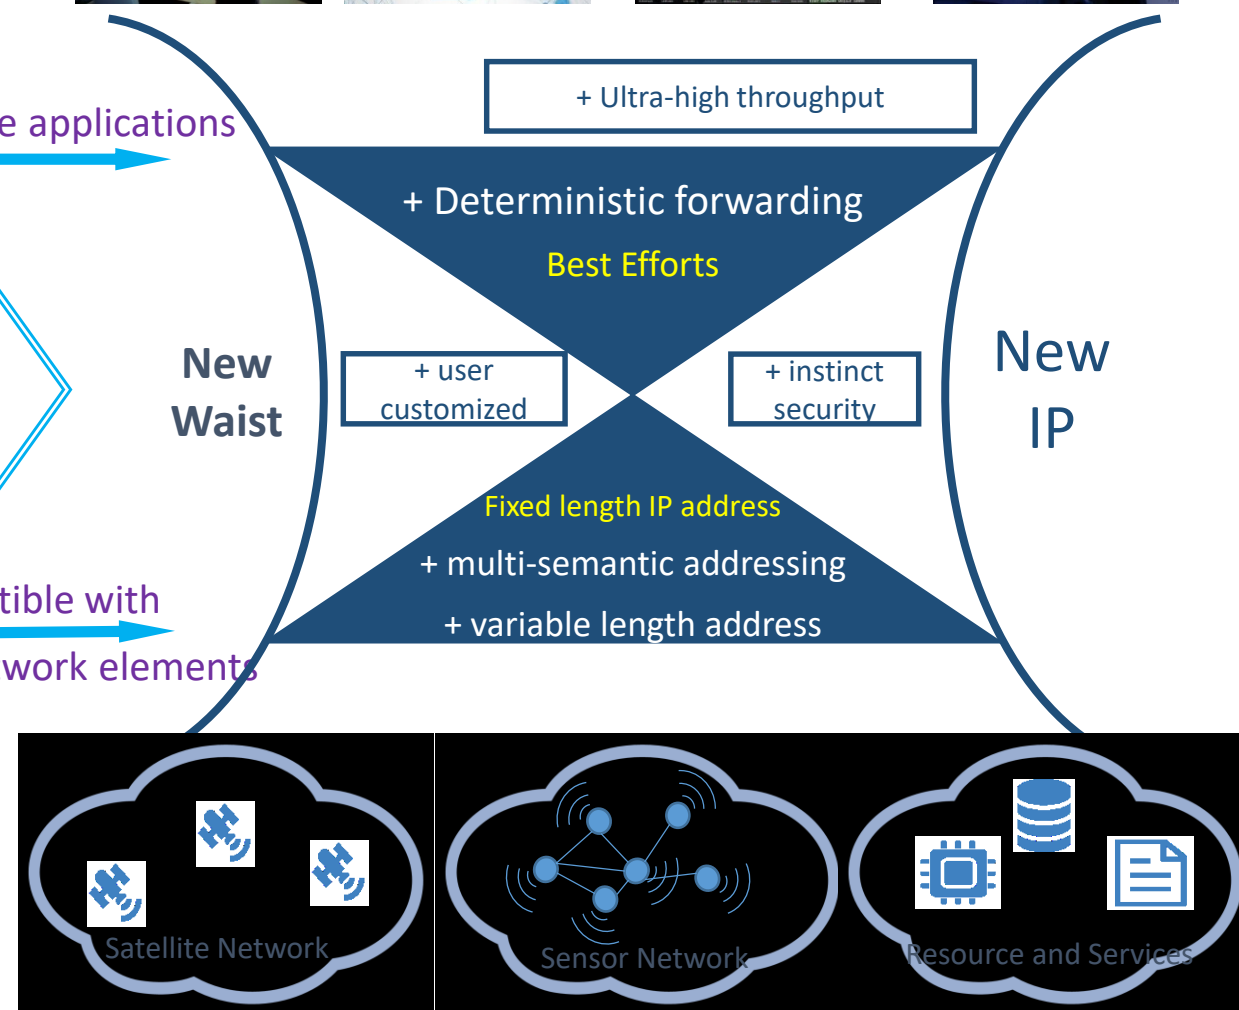 + Ultra-high throughput
e applications
+ Deterministic forwarding
Best Efforts
New
Waist
+ user
customized
+ instinct
security
New
IP
Fixed length IP address
+ multi-semantic addressing
+ variable length address
tible with
work elements
Satellite Network
Sensor Network
Resource and Services